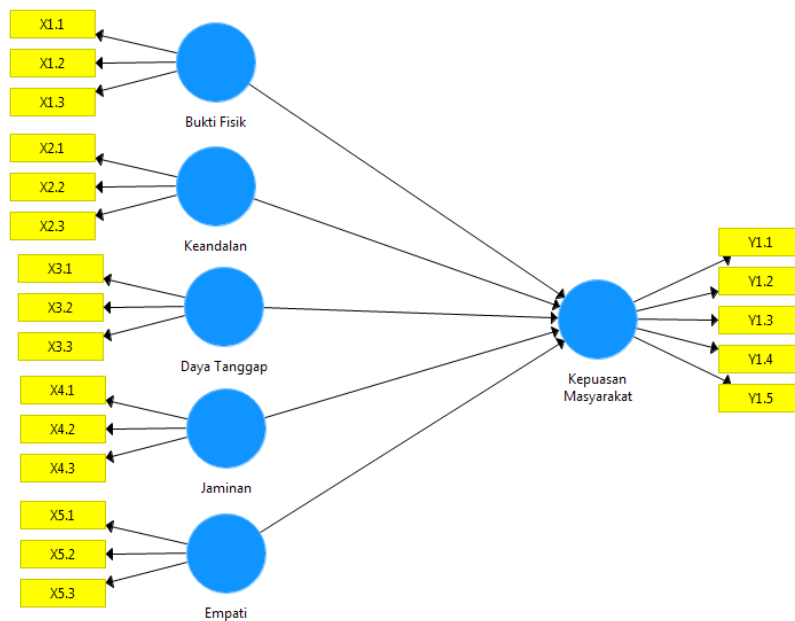 X1.1
X1.2
X1.3
Bukti Fisik
X2.1
X2.2
X2.3
Keandalan
X3.1
X3.2
X3.3
Daya Tanggap
X4.1
X4.2
X4.3
Jaminan
X5.1
X5.2
X5.3
Empati
Kepuasan
Masyarakat
Y1.1
Y1.2
Y1.3
Y1.4
Y1.5